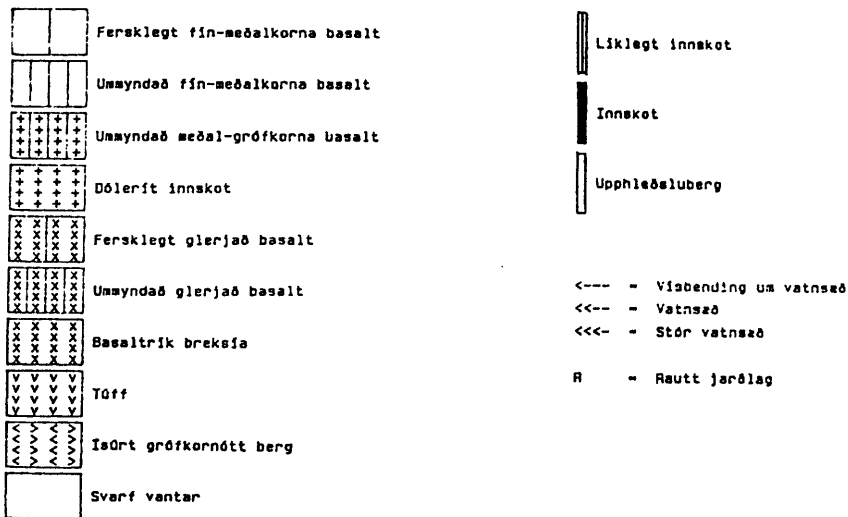 Fersklegt fín-meðalkorna basalt
Ummyndað fín-meðalkorna basalt
Ummyndað meðal-grófkorna basalt
Dólerít innskot
Fersklegt glerjað basalt
Ummyndað glerjað basalt
Basaltrík breksía
Túff
Ísúrt grófkornótt berg
Svarf vantar
Líklegt innskot
Innskot
Upphleðsluberg
<--- = Vísbending um vatnsæð
<<-- = Vatnsæð
<<<- = Stór vatnsæð
R = Rautt jarðlag